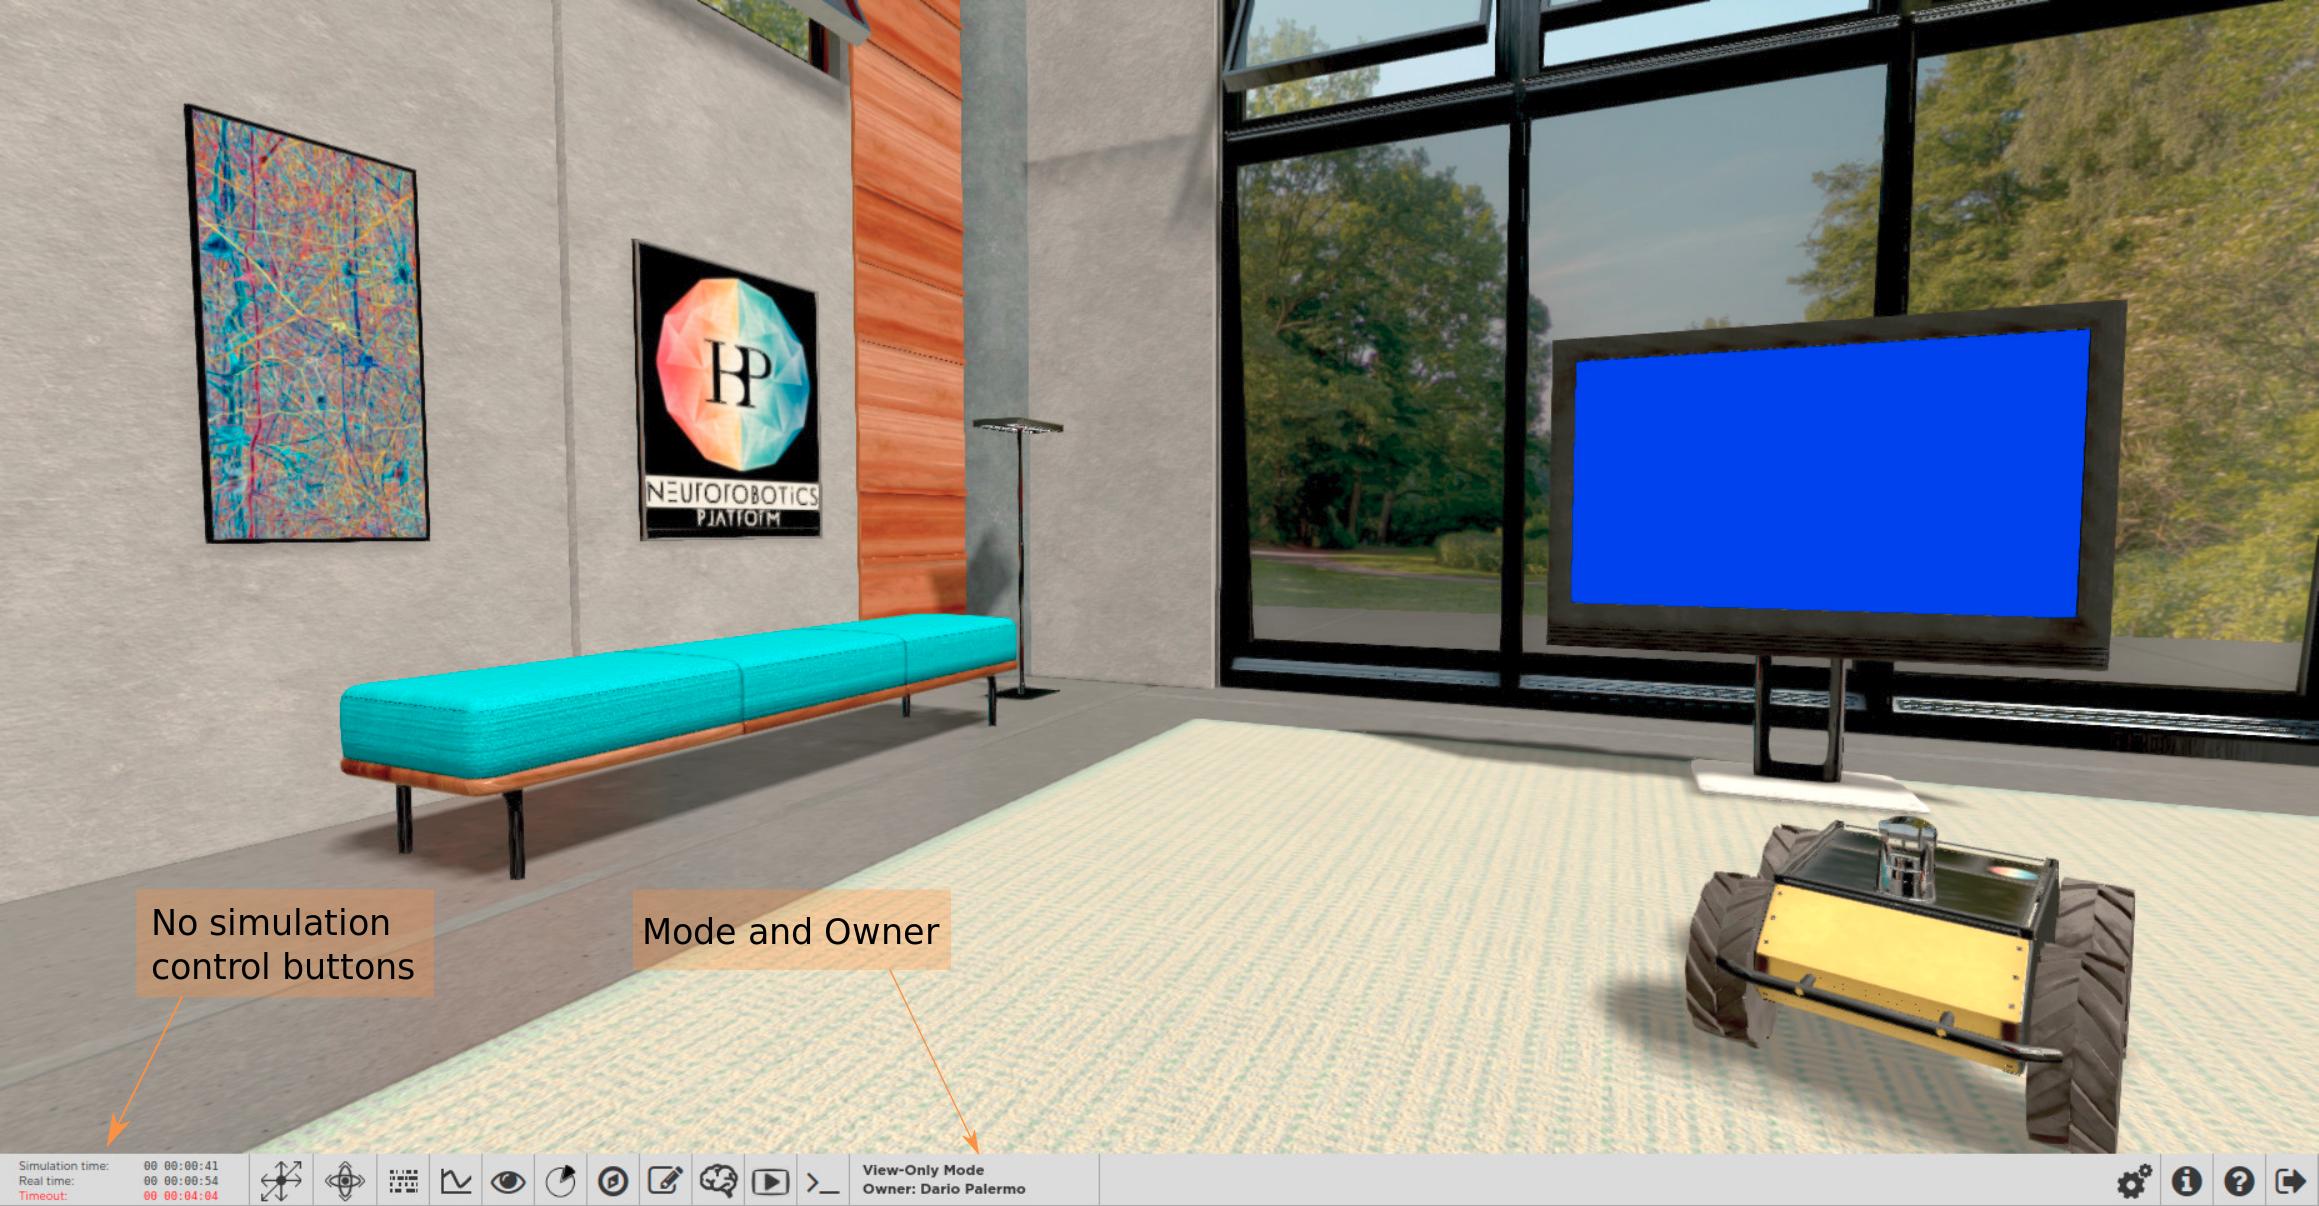 HBP
NEUROROBOTICS
PLATFORM
No simulation
control buttons
Mode and Owner
Simulation time: 00 00:00:41
Real time: 00 00:00:54
Timeout: 00 00:04:04
View-Only Mode
Owner: Dario Palermo